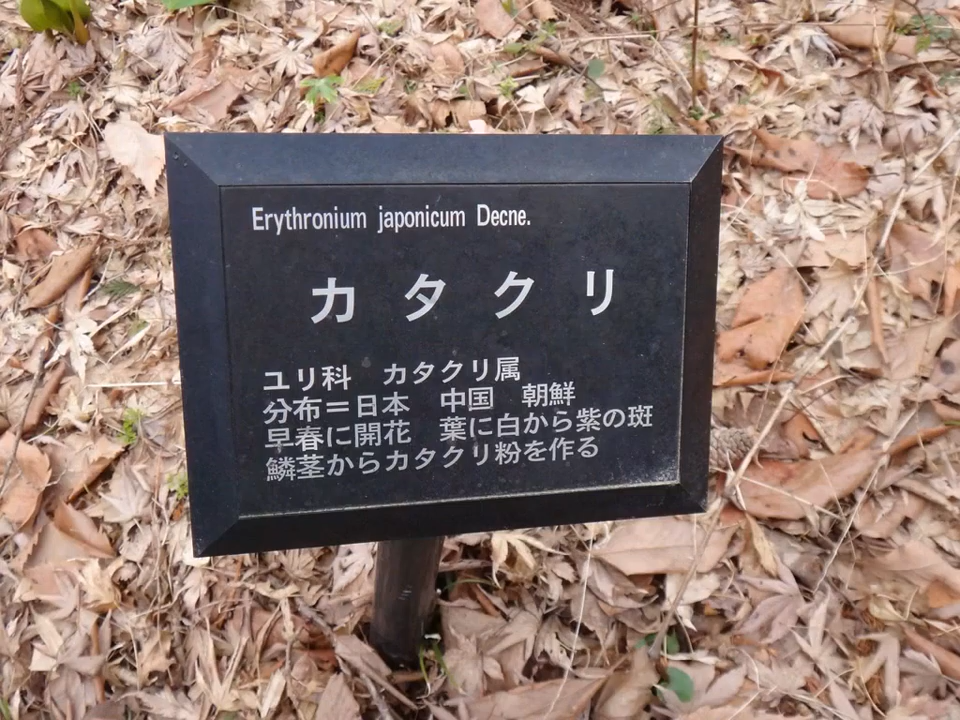 Erythronium japonicum Decne.
カタクリ
ユリ科　カタクリ属
分布＝日本　中国　朝鮮
早春に開花　葉に白から紫の斑
鱗茎からカタクリ粉を作る